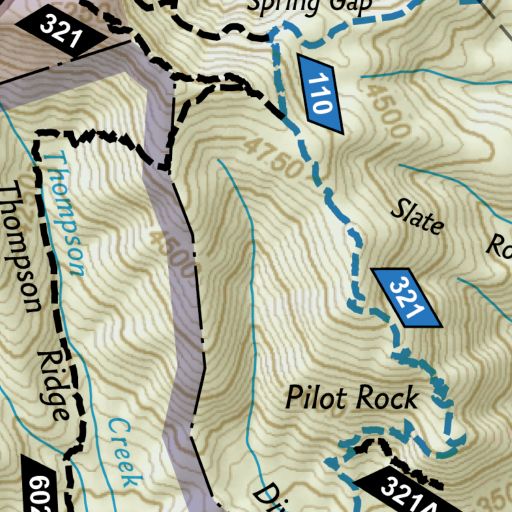 Spring Gap
321
110
4500
4750
Thompson
Thompson
Slate
4500
321
Ridge
Pilot Rock
Creek
602
321A